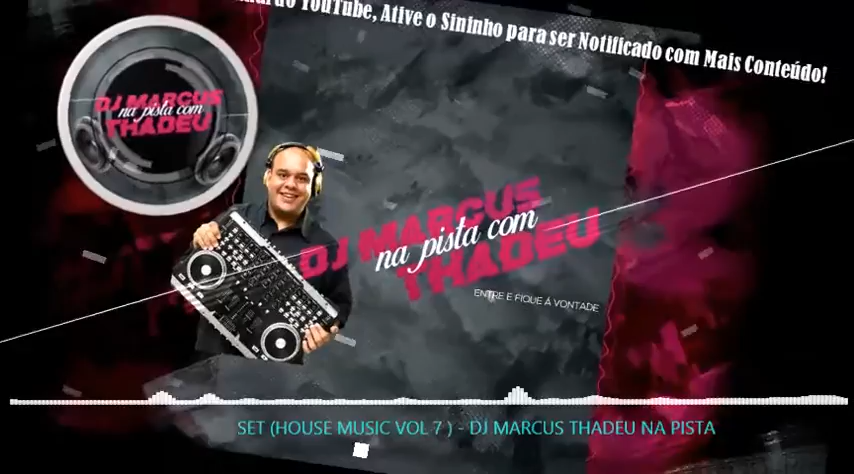 do YouTube, Ative o Sininho para ser Notificado com Mais Conteúdo!
DJ MARCUS
na pista com
THADEU
DJ MARCUS
na pista com
THADEU
ENTRE E FIQUE Á VONTADE
SET (HOUSE MUSIC VOL 7 ) - DJ MARCUS THADEU NA PISTA